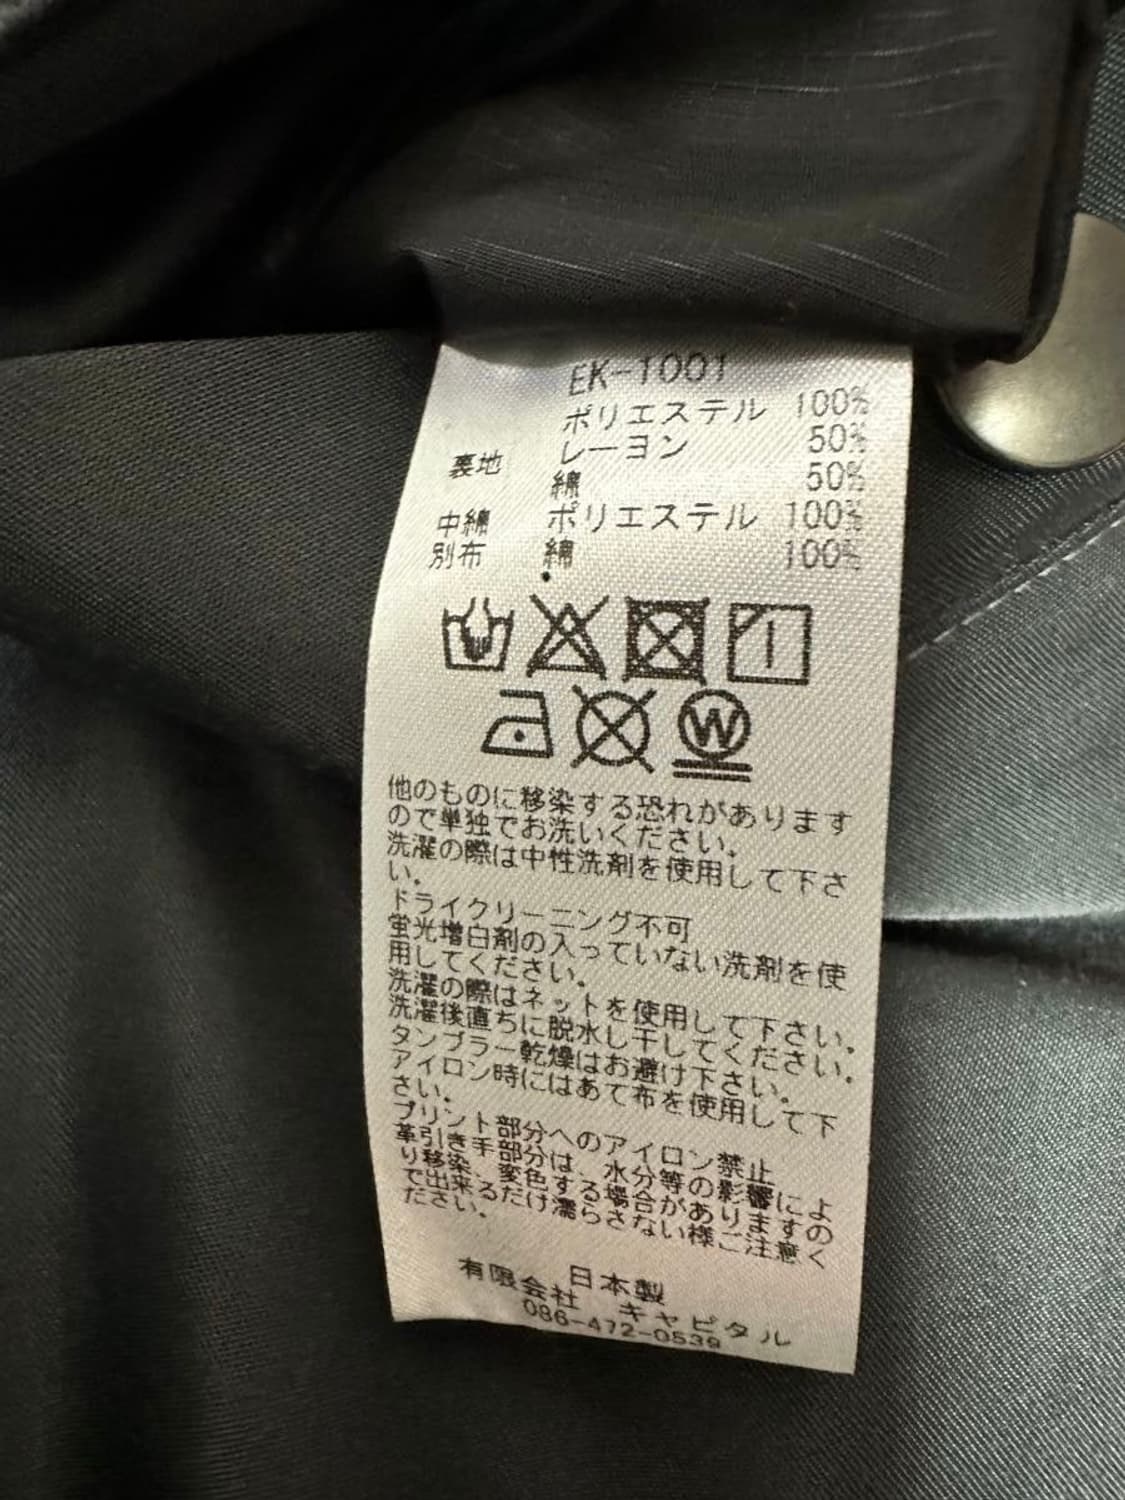 EK-1001
ポリエステル 100%
裏地 レーヨン 50%
綿 50%
中綿 ポリエステル 100%
別布 綿 100%
W
他のものに移染する恐れがあります
ので単独でお洗いください。
洗濯の際は中性洗剤を使用して下さ
い。
ドライクリーニング不可
蛍光増白剤の入っていない洗剤を使
用してください。
洗濯の際はネットを使用して下さい。
洗濯後直ちに脱水し干してください。
タンブラー乾燥はお避け下さい。
アイロン時にはあて布を使用して下
さい。
プリント部分へのアイロン禁止
革引き手部分は、水分等の影響によ
り移染、変色する場合がありますの
で出来るだけ濡らさない様ご注意く
ださい。
日本製
有限会社 キャピタル
086-472-0539